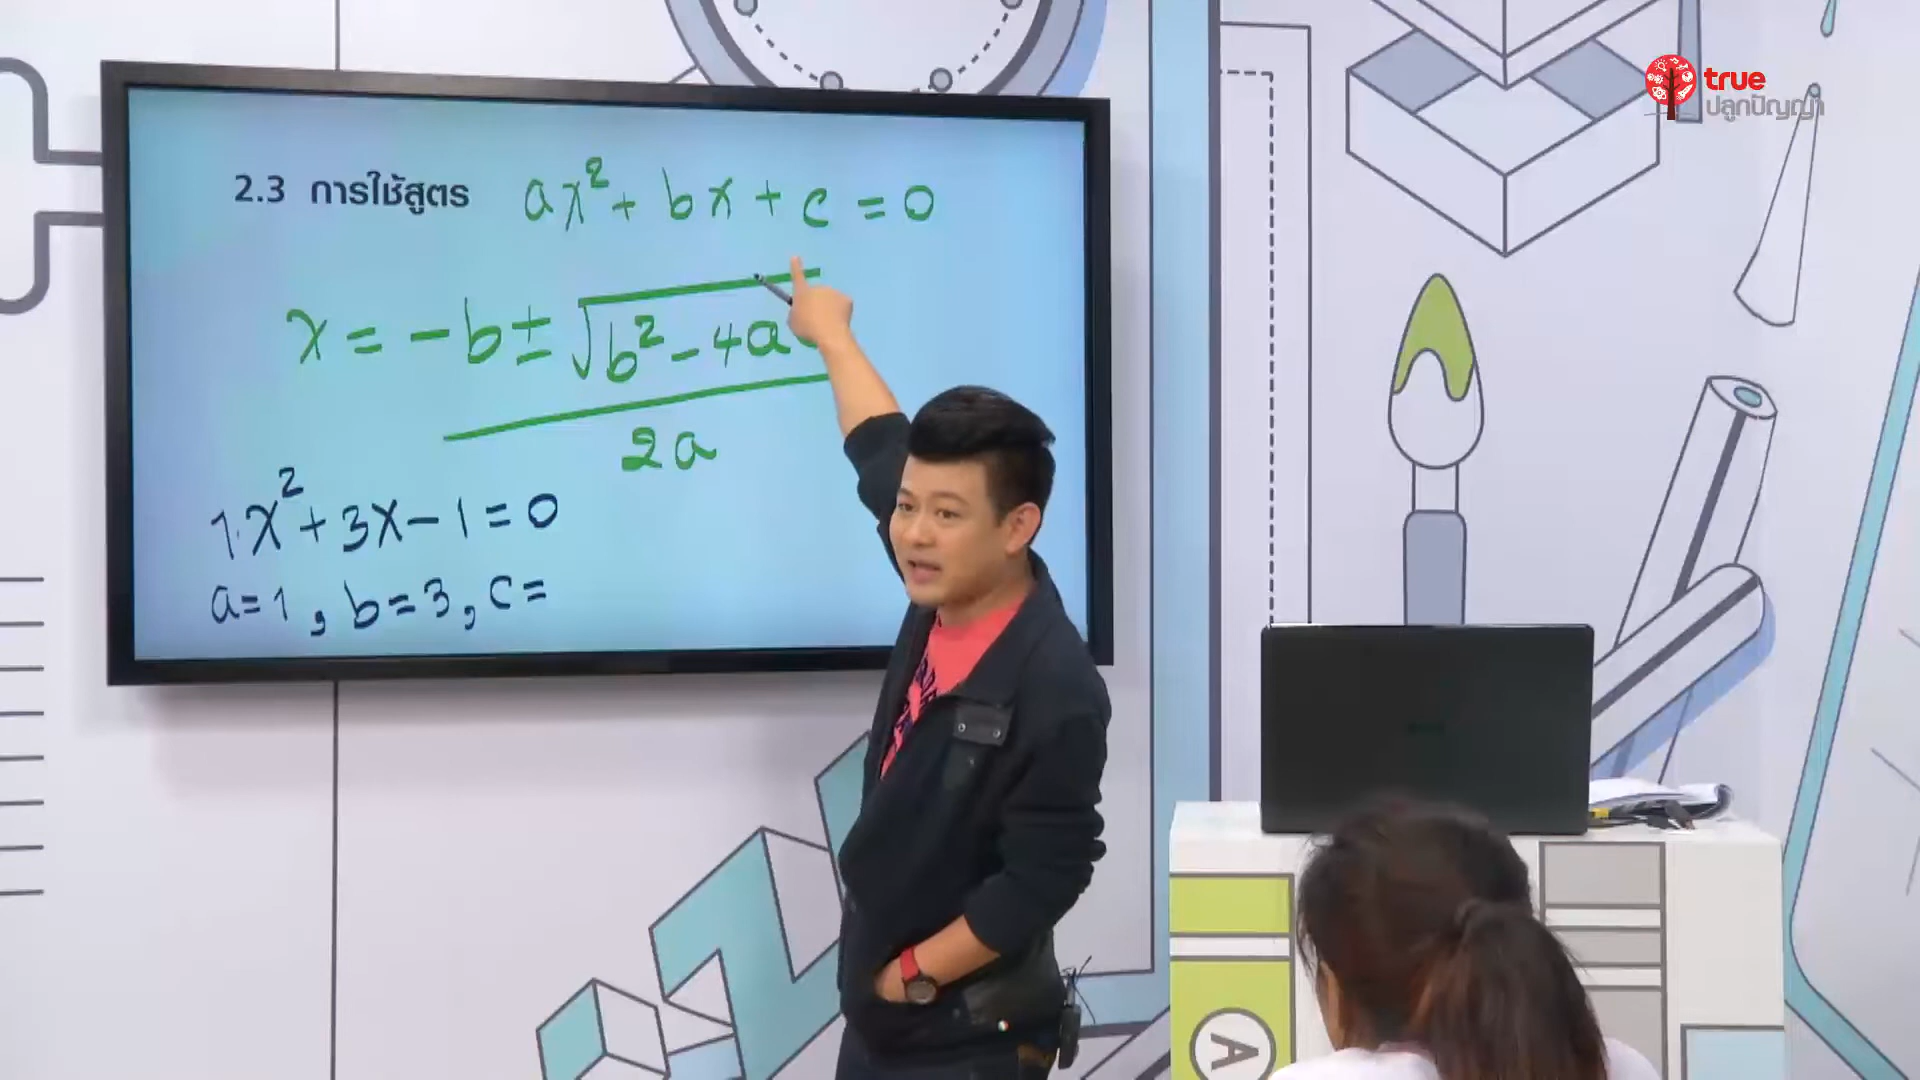 true
ปลูกปัญญา
2.3 การใช้สูตร ax² + bx + c = 0
x = -b ± √b² - 4a
2a
1·x² + 3x - 1 = 0
a = 1 , b = 3 , c =
A